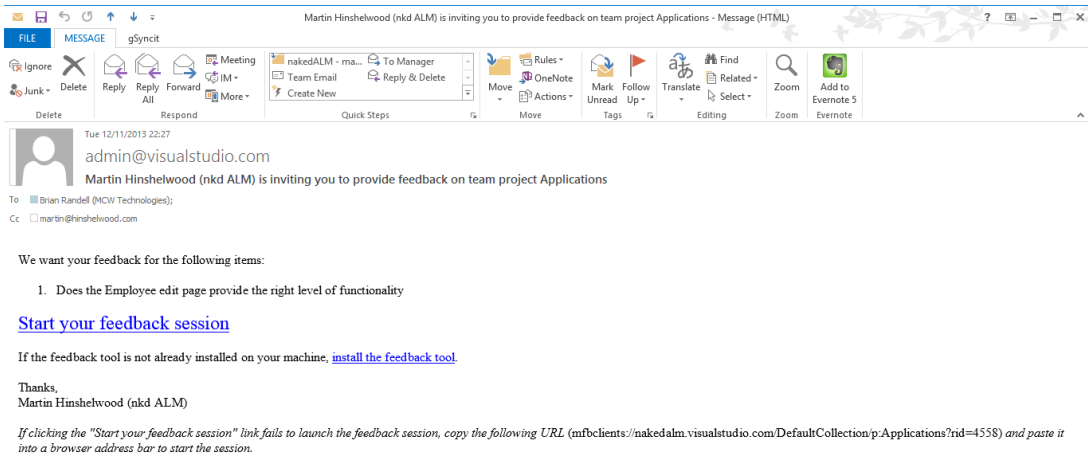 Martin Hinshelwood (nkd ALM) is inviting you to provide feedback on team project Applications - Message (HTML)
FILE MESSAGE gSyncit
Ignore
Junk
Delete
Reply
Reply All
Forward
Meeting
IM
More
nakedALM - ma...
To Manager
Team Email
Reply & Delete
Create New
Move
Rules
OneNote
Actions
Mark Unread
Follow Up
Translate
Find
Related
Select
Zoom
Add to Evernote 5
Delete Respond Quick Steps Move Tags Editing Zoom Evernote
Tue 12/11/2013 22:27
admin@visualstudio.com
Martin Hinshelwood (nkd ALM) is inviting you to provide feedback on team project Applications
To Brian Randell (MCW Technologies);
Cc martin@hinshelwood.com
We want your feedback for the following items:
1. Does the Employee edit page provide the right level of functionality
Start your feedback session
If the feedback tool is not already installed on your machine, install the feedback tool.
Thanks,
Martin Hinshelwood (nkd ALM)
If clicking the "Start your feedback session" link fails to launch the feedback session, copy the following URL (mfbclients://nakedalm.visualstudio.com/DefaultCollection/p:Applications?rid=4558) and paste it
into a browser address bar to start the session.